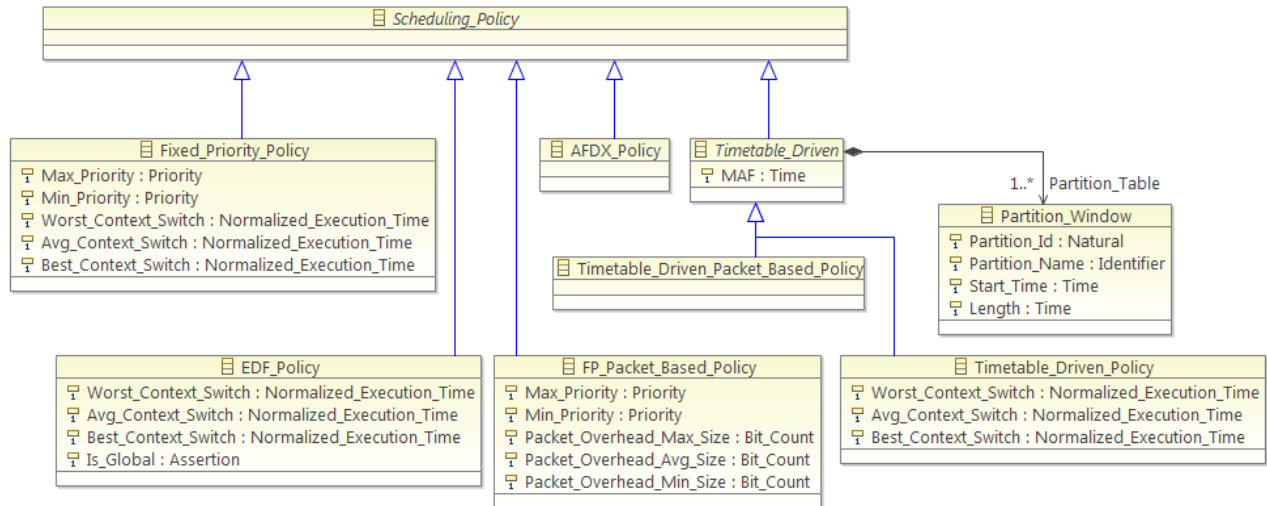 Scheduling_Policy
Fixed_Priority_Policy
Max_Priority : Priority
Min_Priority : Priority
Worst_Context_Switch : Normalized_Execution_Time
Avg_Context_Switch : Normalized_Execution_Time
Best_Context_Switch : Normalized_Execution_Time
AFDX_Policy
Timetable_Driven
MAF : Time
1..* Partition_Table
Partition_Window
Partition_Id : Natural
Partition_Name : Identifier
Start_Time : Time
Length : Time
Timetable_Driven_Packet_Based_Policy
EDF_Policy
Worst_Context_Switch : Normalized_Execution_Time
Avg_Context_Switch : Normalized_Execution_Time
Best_Context_Switch : Normalized_Execution_Time
Is_Global : Assertion
FP_Packet_Based_Policy
Max_Priority : Priority
Min_Priority : Priority
Packet_Overhead_Max_Size : Bit_Count
Packet_Overhead_Avg_Size : Bit_Count
Packet_Overhead_Min_Size : Bit_Count
Timetable_Driven_Policy
Worst_Context_Switch : Normalized_Execution_Time
Avg_Context_Switch : Normalized_Execution_Time
Best_Context_Switch : Normalized_Execution_Time